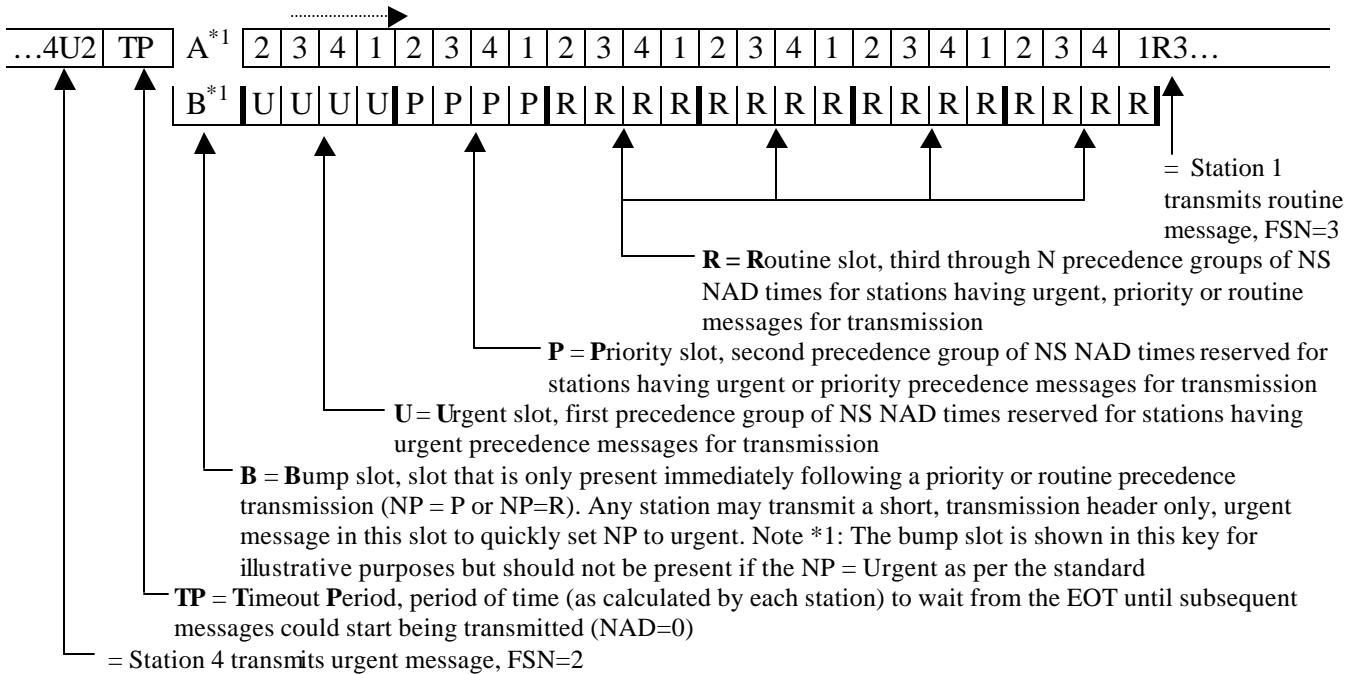 …4U2 TP A*1 2 3 4 1 2 3 4 1 2 3 4 1 2 3 4 1 2 3 4 1 2 3 4 1R3…
B*1 U U U U P P P P R R R R R R R R R R R R R R R R
= Station 1
transmits routine
message, FSN=3
R = Routine slot, third through N precedence groups of NS
NAD times for stations having urgent, priority or routine
messages for transmission
P = Priority slot, second precedence group of NS NAD times reserved for
stations having urgent or priority precedence messages for transmission
U = Urgent slot, first precedence group of NS NAD times reserved for stations having
urgent precedence messages for transmission
B = Bump slot, slot that is only present immediately following a priority or routine precedence
transmission (NP = P or NP=R). Any station may transmit a short, transmission header only, urgent
message in this slot to quickly set NP to urgent. Note *1: The bump slot is shown in this key for
illustrative purposes but should not be present if the NP = Urgent as per the standard
TP = Timeout Period, period of time (as calculated by each station) to wait from the EOT until subsequent
messages could start being transmitted (NAD=0)
= Station 4 transmits urgent message, FSN=2